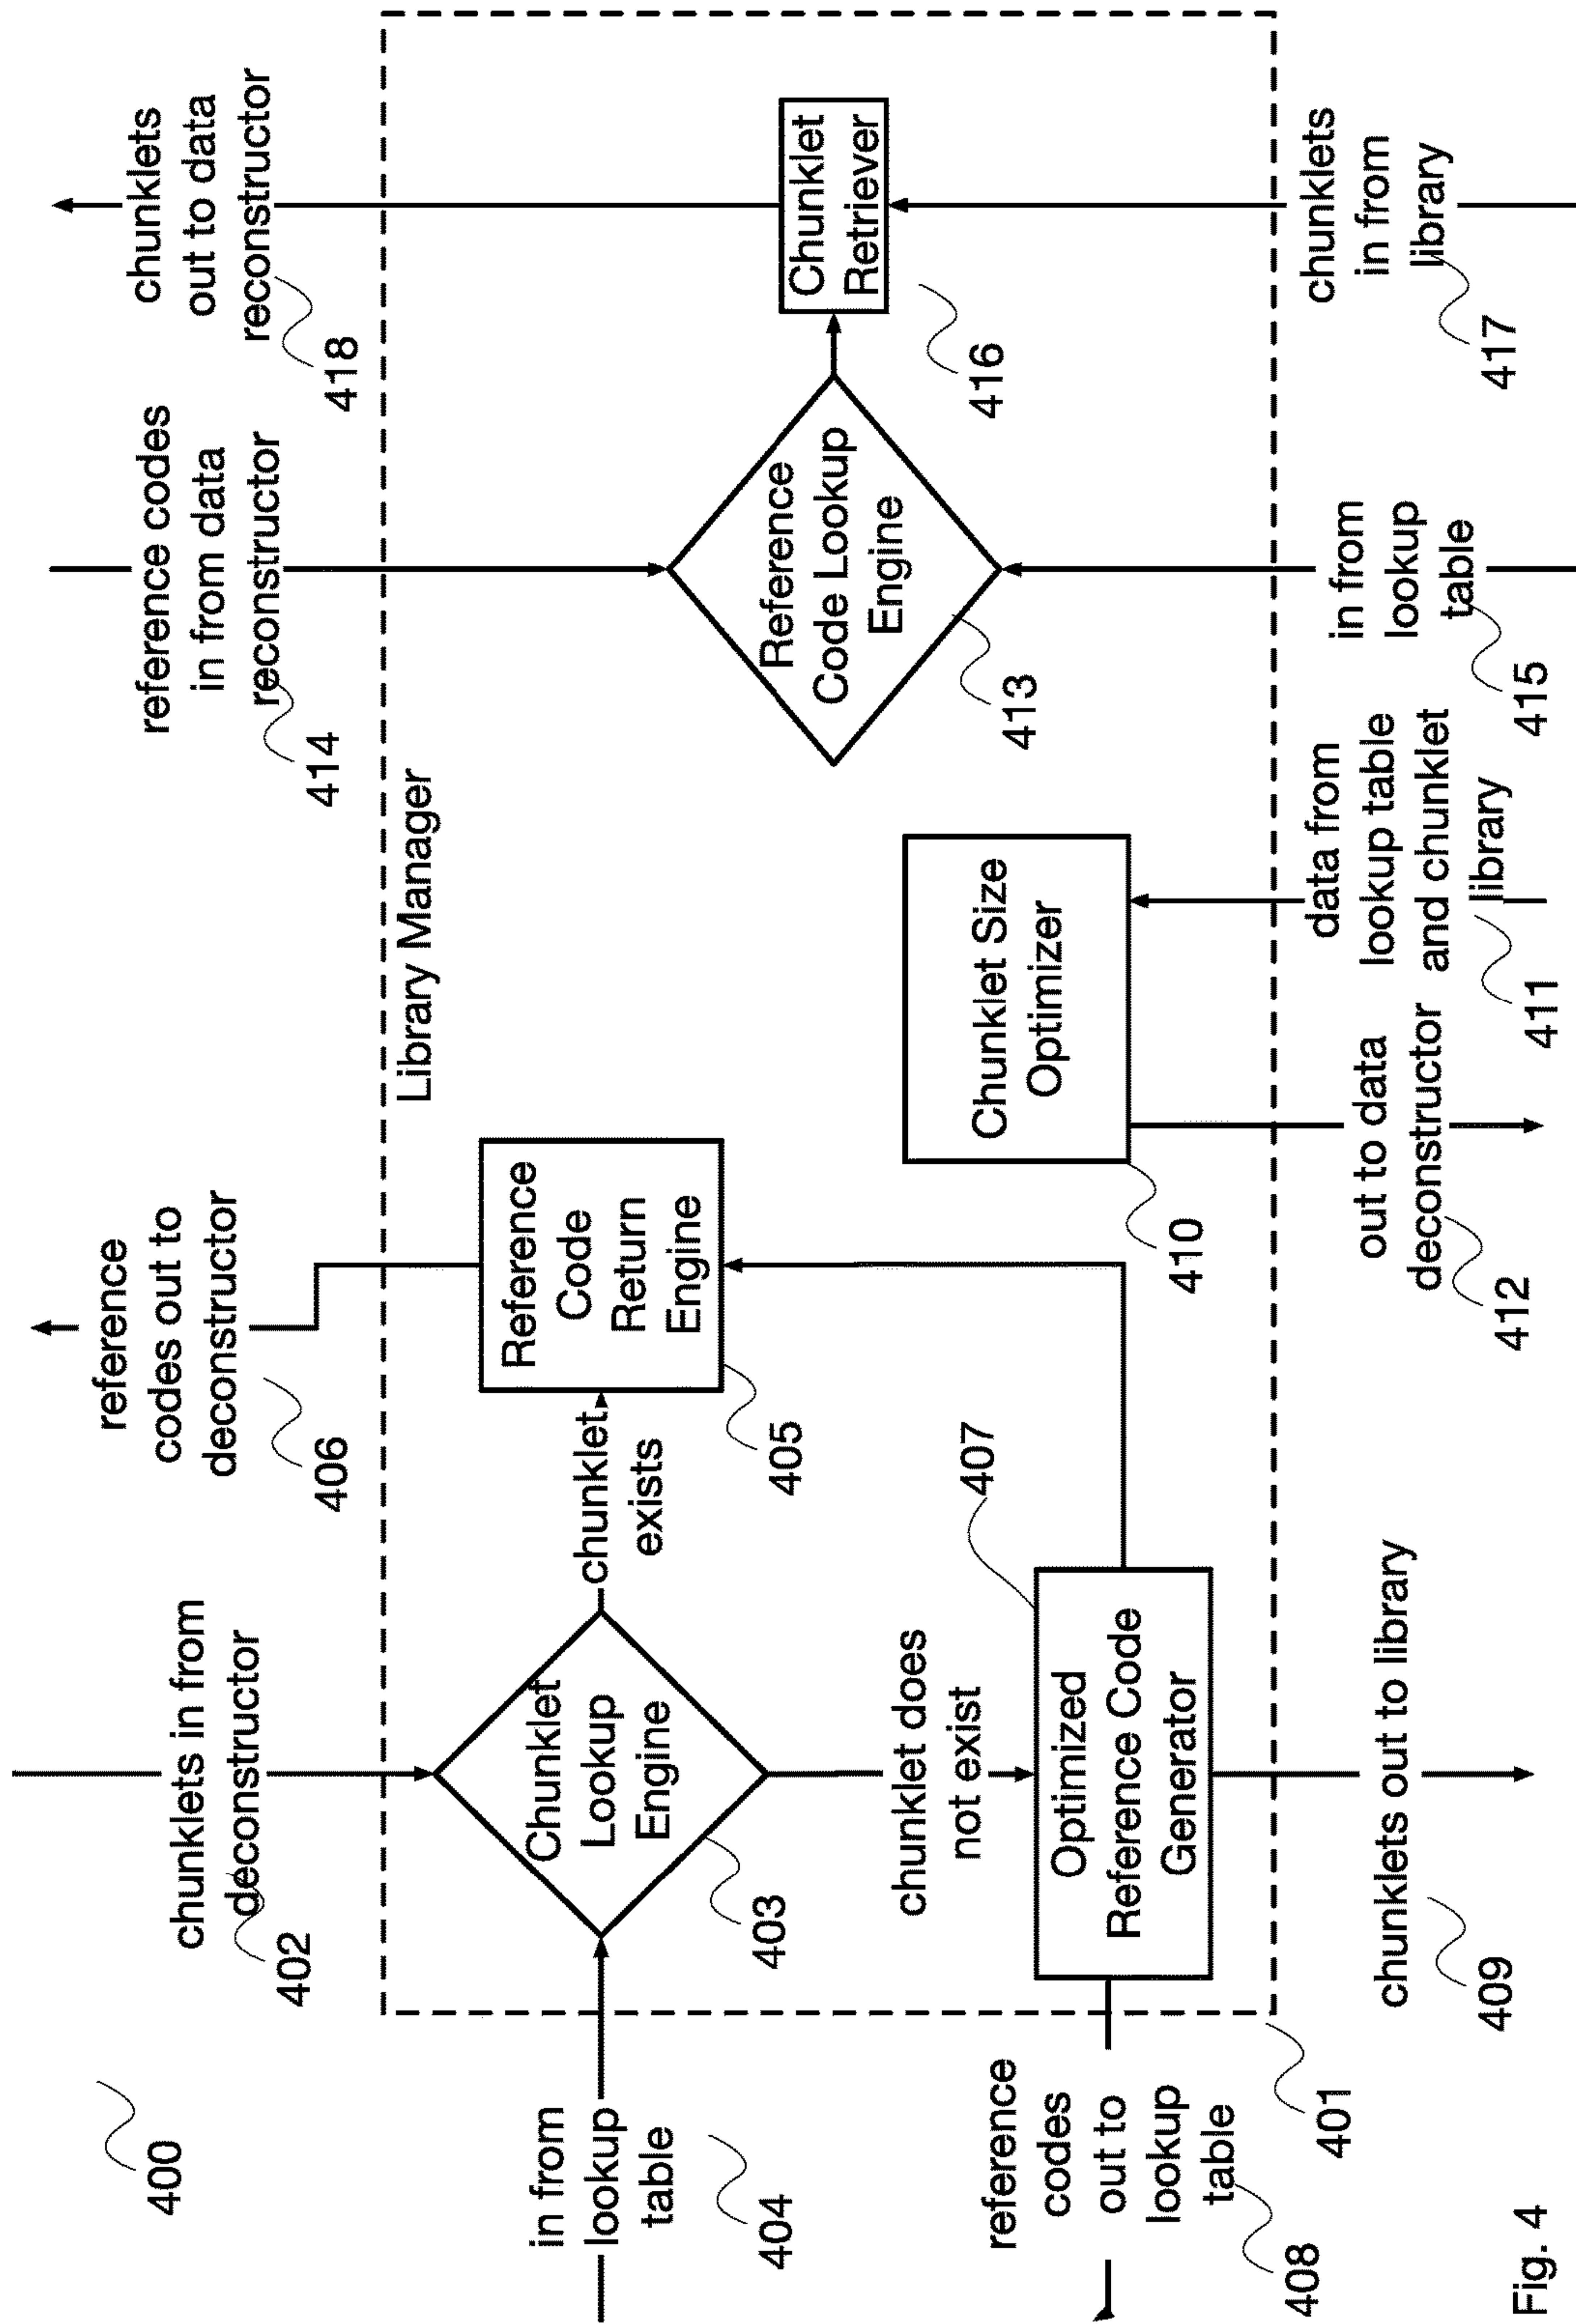 400
chunklets in from
deconstructor
402
reference
codes out to
deconstructor
406
reference codes
in from data
reconstructor
414
chunklets
out to data
reconstructor
418
Library Manager
in from
lookup
table
404
Chunklet
Lookup
Engine
403
chunklet
exists
Reference
Code
Return
Engine
405
chunklet does
not exist
407
Optimized
Reference Code
Generator
reference
codes
out to
lookup
table
408
401
chunklets out to library
409
Chunklet Size
Optimizer
410
out to data
deconstructor
412
data from
lookup table
and chunklet
library
411
Reference
Code Lookup
Engine
413
in from
lookup
table
415
Chunklet
Retriever
416
chunklets
in from
library
417
Fig. 4